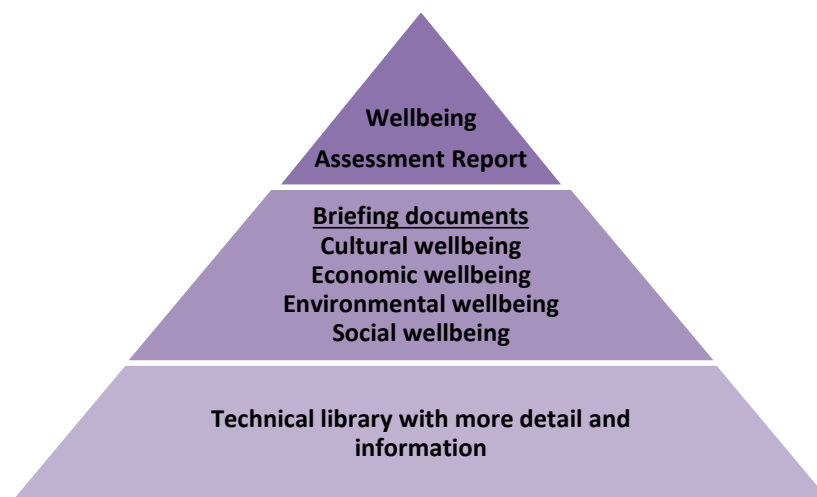 Wellbeing
Assessment Report
Briefing documents
Cultural wellbeing
Economic wellbeing
Environmental wellbeing
Social wellbeing
Technical library with more detail and
information